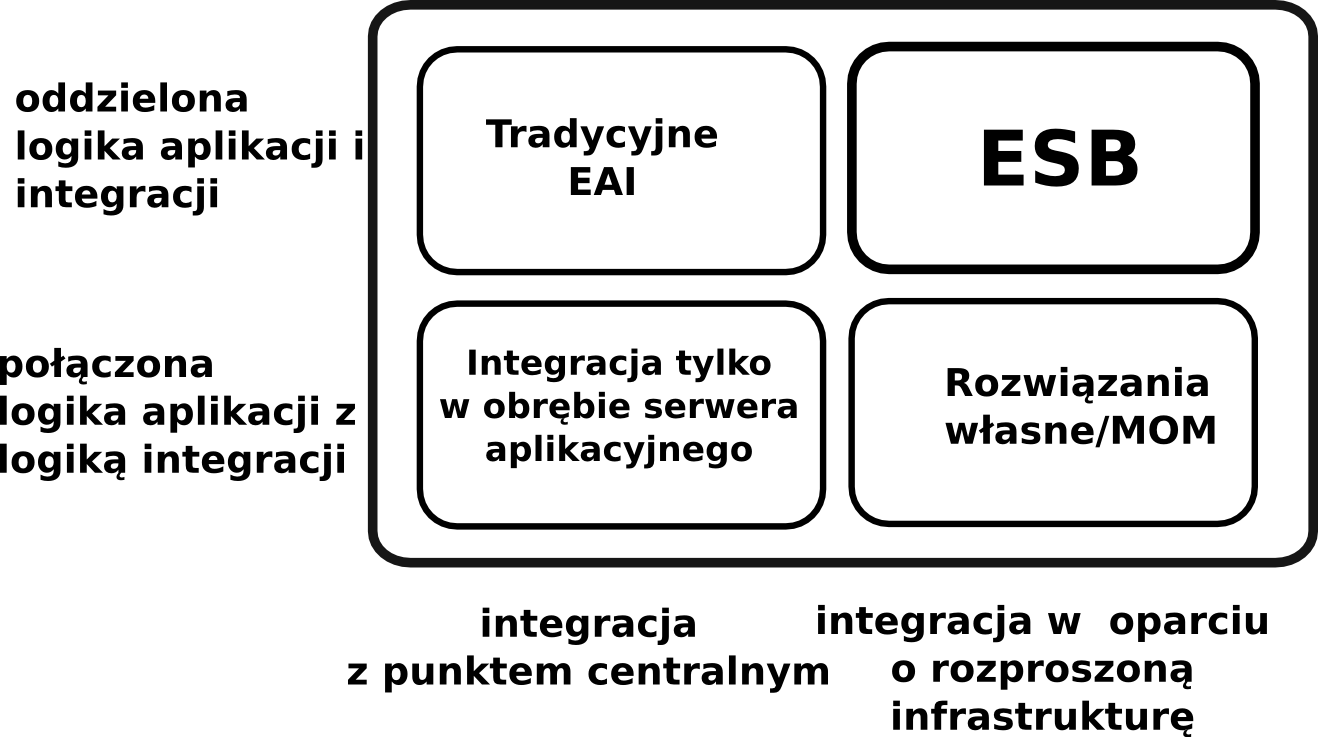 oddzielona
logika aplikacji i
integracji
Tradycyjne
EAI
ESB
połączona
logika aplikacji z
logiką integracji
Integracja tylko
w obrębie serwera
aplikacyjnego
Rozwiązania
własne/MOM
integracja
z punktem centralnym
integracja w  oparciu
o rozproszoną
infrastrukturę